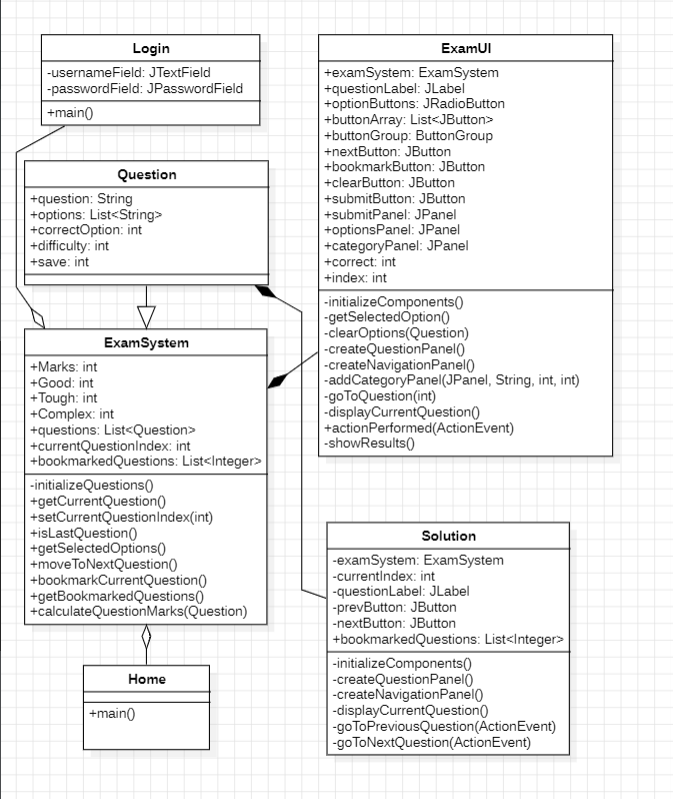 Login
-usernameField: JTextField
-passwordField: JPasswordField
+main()
Question
+question: String
+options: List<String>
+correctOption: int
+difficulty: int
+save: int
ExamSystem
+Marks: int
+Good: int
+Tough: int
+Complex: int
+questions: List<Question>
+currentQuestionIndex: int
+bookmarkedQuestions: List<Integer>
-initializeQuestions()
+getCurrentQuestion()
+setCurrentQuestionIndex(int)
+isLastQuestion()
+getSelectedOptions()
+moveToNextQuestion()
+bookmarkCurrentQuestion()
+getBookmarkedQuestions()
+calculateQuestionMarks(Question)
Home
+main()
ExamUI
+examSystem: ExamSystem
+questionLabel: JLabel
+optionButtons: JRadioButton
+buttonArray: List<JButton>
+buttonGroup: ButtonGroup
+nextButton: JButton
+bookmarkButton: JButton
+clearButton: JButton
+submitButton: JButton
+submitPanel: JPanel
+optionsPanel: JPanel
+categoryPanel: JPanel
+correct: int
+index: int
-initializeComponents()
-getSelectedOption()
-clearOptions(Question)
-createQuestionPanel()
-createNavigationPanel()
-addCategoryPanel(JPanel, String, int, int)
-goToQuestion(int)
-displayCurrentQuestion()
+actionPerformed(ActionEvent)
-showResults()
Solution
-examSystem: ExamSystem
-currentIndex: int
-questionLabel: JLabel
-prevButton: JButton
-nextButton: JButton
+bookmarkedQuestions: List<Integer>
-initializeComponents()
-createQuestionPanel()
-createNavigationPanel()
-displayCurrentQuestion()
-goToPreviousQuestion(ActionEvent)
-goToNextQuestion(ActionEvent)